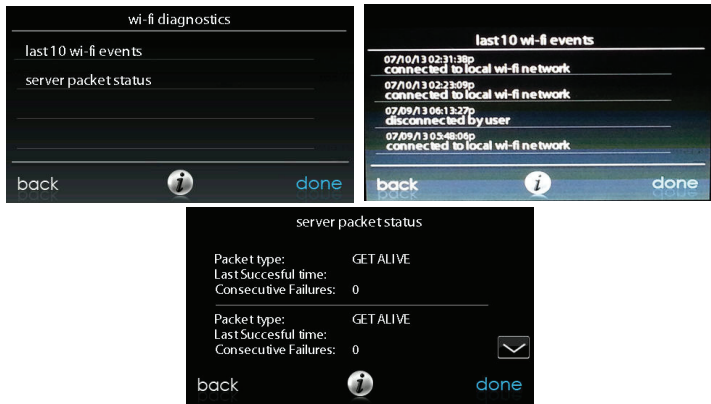 wi-fi diagnostics
last 10 wi-fi events
server packet status
back i done
last 10 wi-fi events
07/10/13 02:31:38p
connected to local wi-fi network
07/10/13 02:23:09p
connected to local wi-fi network
07/09/13 06:13:27p
disconnected by user
07/09/13 05:48:06p
connected to local wi-fi network
back i done
server packet status
Packet type: GET ALIVE
Last Succesful time:
Consecutive Failures: 0
Packet type: GET ALIVE
Last Succesful time:
Consecutive Failures: 0
back i done